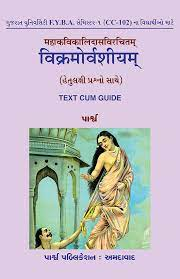 ગુજરાત યુનિવર્સિટી F.Y.B.A. સેમિસ્ટર-૧ (CC-102) ના વિદ્યાર્થીઓ માટે
महाकविकालिदासविरचितम्
विक्रमोर्वशीयम्
(હેતુલક્ષી પ્રશ્નો સાથે)
TEXT CUM GUIDE
પાર્શ્વ
પાર્શ્વ પબ્લિકેશન : અમદાવાદ